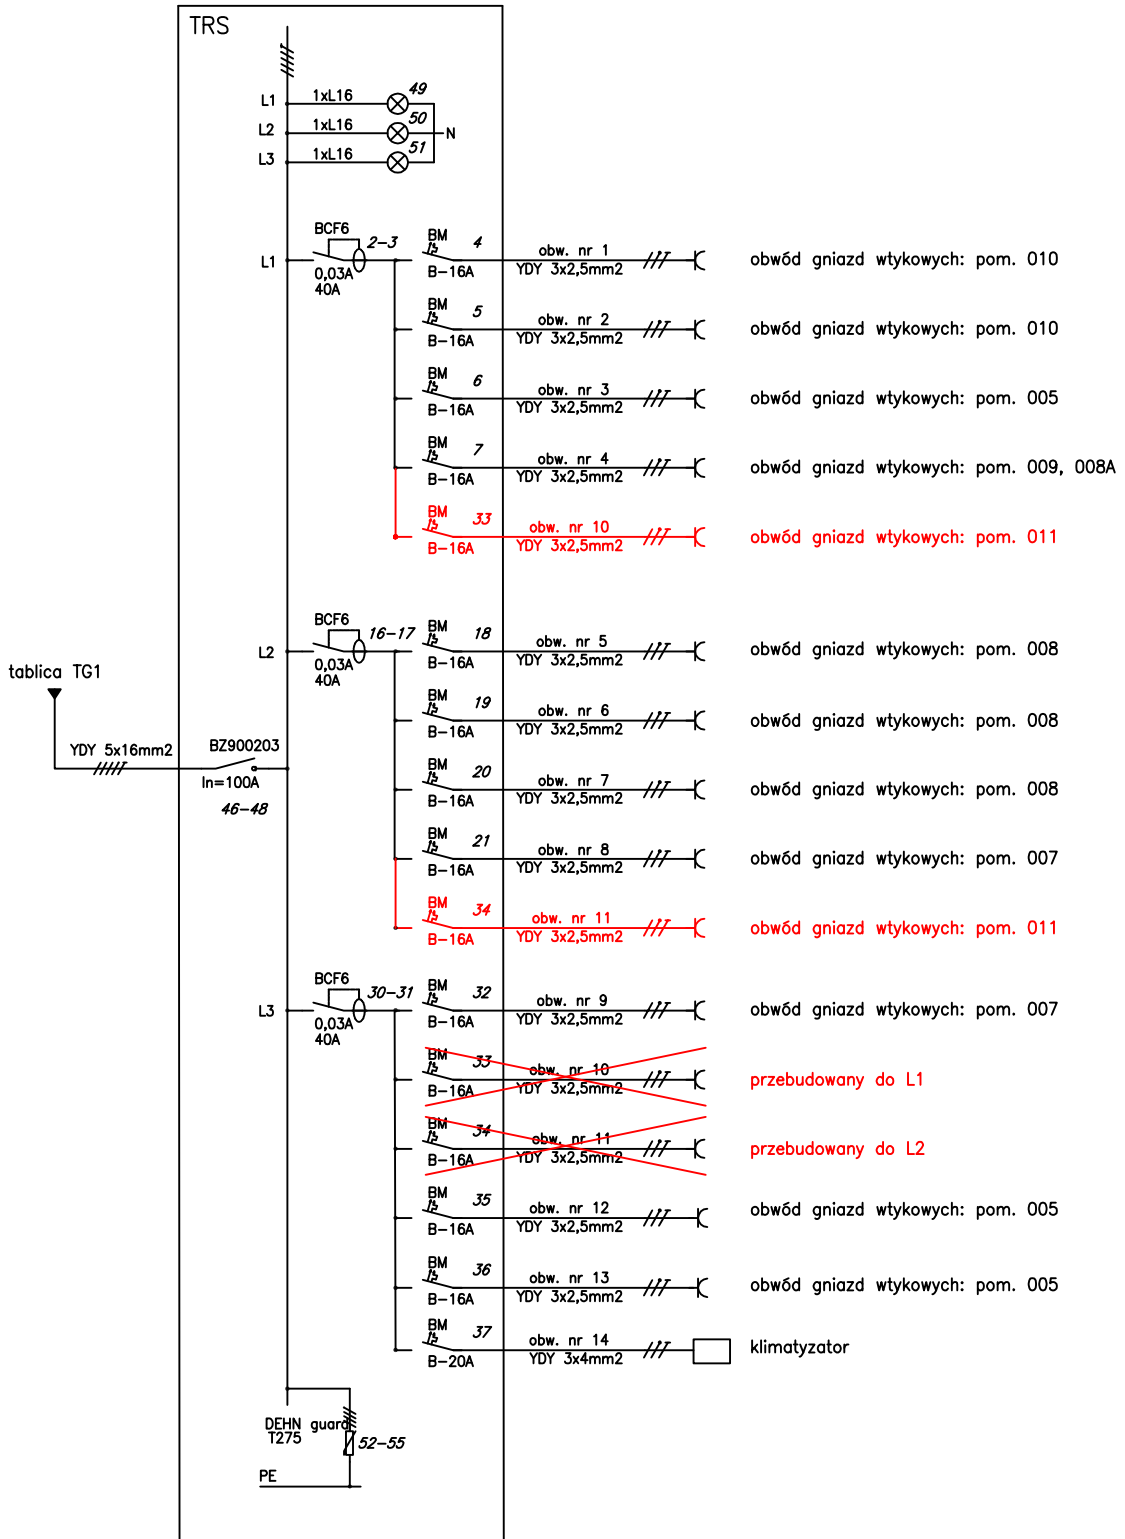 TRS
L1 1xL16 49
L2 1xL16 50
N
L3 1xL16 51
L1 BCF6 2-3
0,03A
40A
BM 4
B-16A
obw. nr 1
YDY 3x2,5mm2
obwód gniazd wtykowych: pom. 010
BM 5
B-16A
obw. nr 2
YDY 3x2,5mm2
obwód gniazd wtykowych: pom. 010
BM 6
B-16A
obw. nr 3
YDY 3x2,5mm2
obwód gniazd wtykowych: pom. 005
BM 7
B-16A
obw. nr 4
YDY 3x2,5mm2
obwód gniazd wtykowych: pom. 009, 008A
BM 33
B-16A
obw. nr 10
YDY 3x2,5mm2
obwód gniazd wtykowych: pom. 011
L2 BCF6 16-17
0,03A
40A
BM 18
B-16A
obw. nr 5
YDY 3x2,5mm2
obwód gniazd wtykowych: pom. 008
tablica TG1
YDY 5x16mm2
BZ900203
In=100A
46-48
BM 19
B-16A
obw. nr 6
YDY 3x2,5mm2
obwód gniazd wtykowych: pom. 008
BM 20
B-16A
obw. nr 7
YDY 3x2,5mm2
obwód gniazd wtykowych: pom. 008
BM 21
B-16A
obw. nr 8
YDY 3x2,5mm2
obwód gniazd wtykowych: pom. 007
BM 34
B-16A
obw. nr 11
YDY 3x2,5mm2
obwód gniazd wtykowych: pom. 011
L3 BCF6 30-31
0,03A
40A
BM 32
B-16A
obw. nr 9
YDY 3x2,5mm2
obwód gniazd wtykowych: pom. 007
BM 33
B-16A
obw. nr 10
YDY 3x2,5mm2
przebudowany do L1
BM 34
B-16A
obw. nr 11
YDY 3x2,5mm2
przebudowany do L2
BM 35
B-16A
obw. nr 12
YDY 3x2,5mm2
obwód gniazd wtykowych: pom. 005
BM 36
B-16A
obw. nr 13
YDY 3x2,5mm2
obwód gniazd wtykowych: pom. 005
BM 37
B-20A
obw. nr 14
YDY 3x4mm2
klimatyzator
DEHN guard
T275
52-55
PE